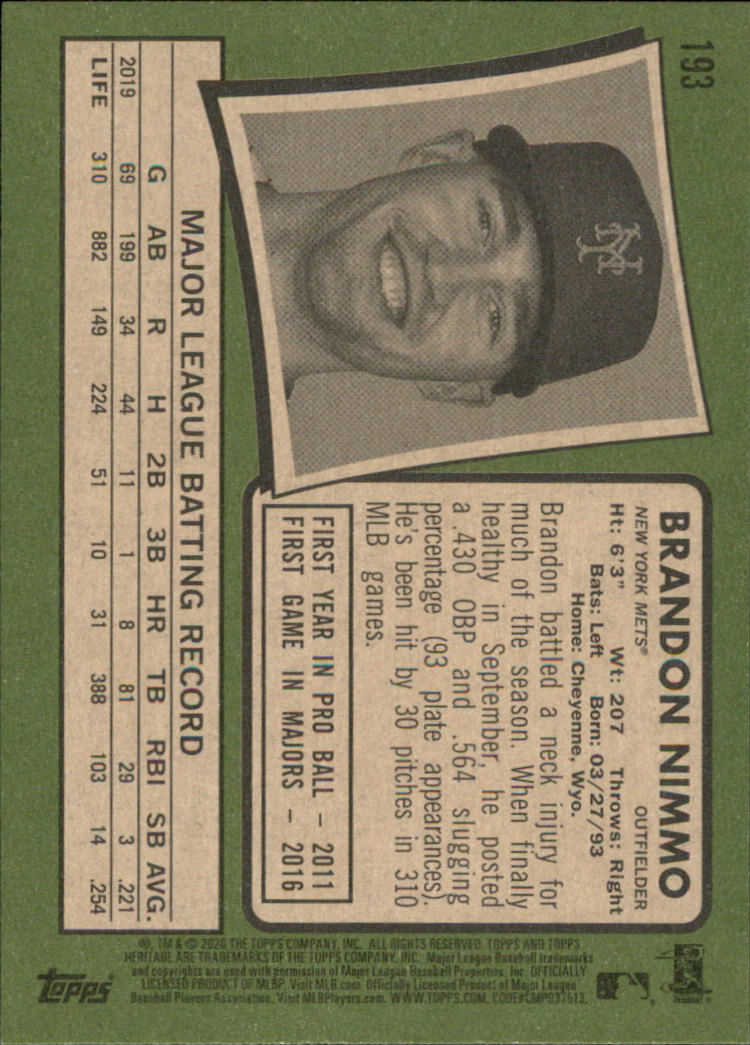 193
BRANDON NIMMO
NEW YORK METS® OUTFIELDER
Ht: 6'3" Wt: 207 Throws: Right
Bats: Left Born: 03/27/93
Home: Cheyenne, Wyo.
Brandon battled a neck injury for
much of the season. When finally
healthy in September, he posted
a .430 OBP and .564 slugging
percentage (93 plate appearances).
He's been hit by 30 pitches in 310
MLB games.
FIRST YEAR IN PRO BALL – 2011
FIRST GAME IN MAJORS – 2016
NY
MAJOR LEAGUE BATTING RECORD
G AB R H 2B 3B HR TB RBI SB AVG.
2019 69 199 34 44 11 1 8 81 29 3 .221
LIFE 310 882 149 224 51 10 31 388 103 14 .254
®, TM & © 2020 THE TOPPS COMPANY, INC. ALL RIGHTS RESERVED. TOPPS AND TOPPS
HERITAGE ARE TRADEMARKS OF THE TOPPS COMPANY, INC. Major League Baseball trademarks
and copyrights are used with permission of Major League Baseball Properties, Inc. OFFICIALLY
LICENSED PRODUCT OF MLBP. Visit MLB.com. Officially Licensed Product of Major League
Baseball Players Association. Visit MLBPlayers.com. WWW.TOPPS.COM. CODE#CMP037613.
topps